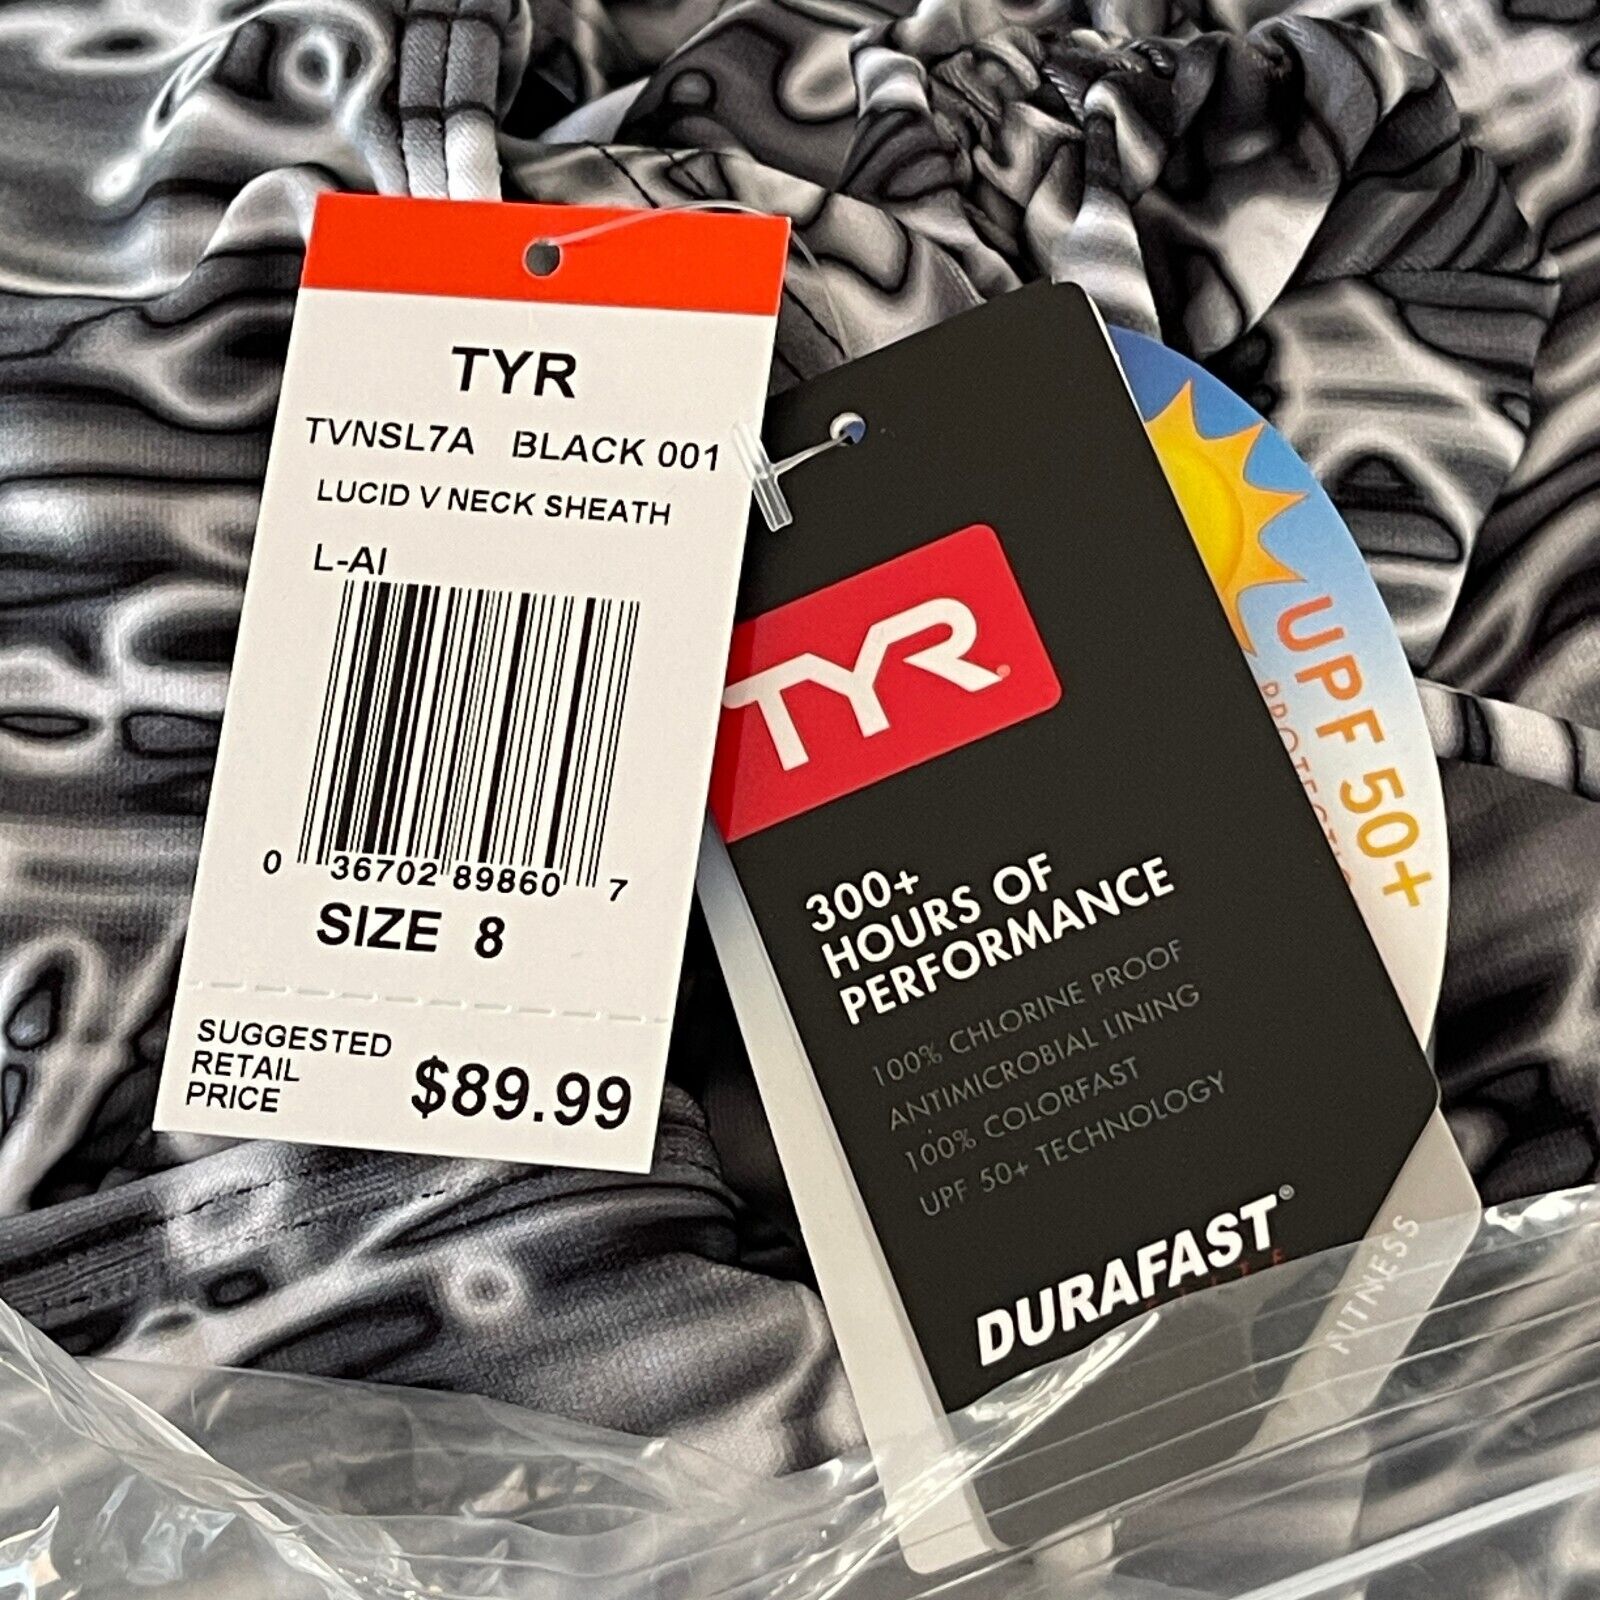 TYR
TVNSL7A BLACK 001
LUCID V NECK SHEATH
L-AI
0 36702 89860 7
SIZE 8
SUGGESTED
RETAIL
PRICE
$89.99
TYR
300+
HOURS OF
PERFORMANCE
100% CHLORINE PROOF
ANTIMICROBIAL LINING
100% COLORFAST
UPF 50+ TECHNOLOGY
DURAFAST®
FITNESS
UPF 50+